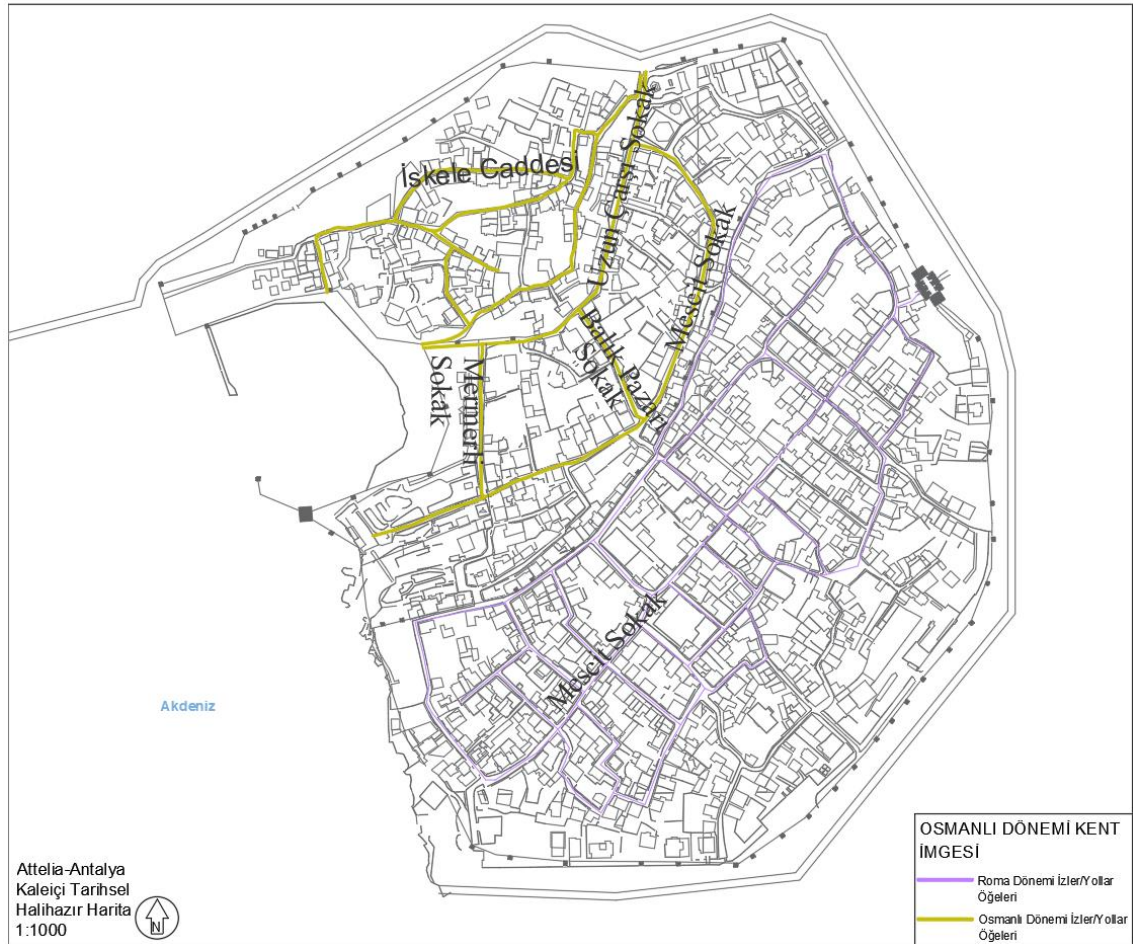 İskele Caddesi
Uzun Çarşı Sokak
Mescit Sokak
Balık Pazarı
Sokak
Mermerli
Sokak
Mescit Sokak
Akdeniz
Attelia-Antalya
Kaleiçi Tarihsel
Halihazır Harita
1:1000
N
OSMANLI DÖNEMİ KENT
İMGESİ
Roma Dönemi İzler/Yollar
Öğeleri
Osmanlı Dönemi İzler/Yollar
Öğeleri